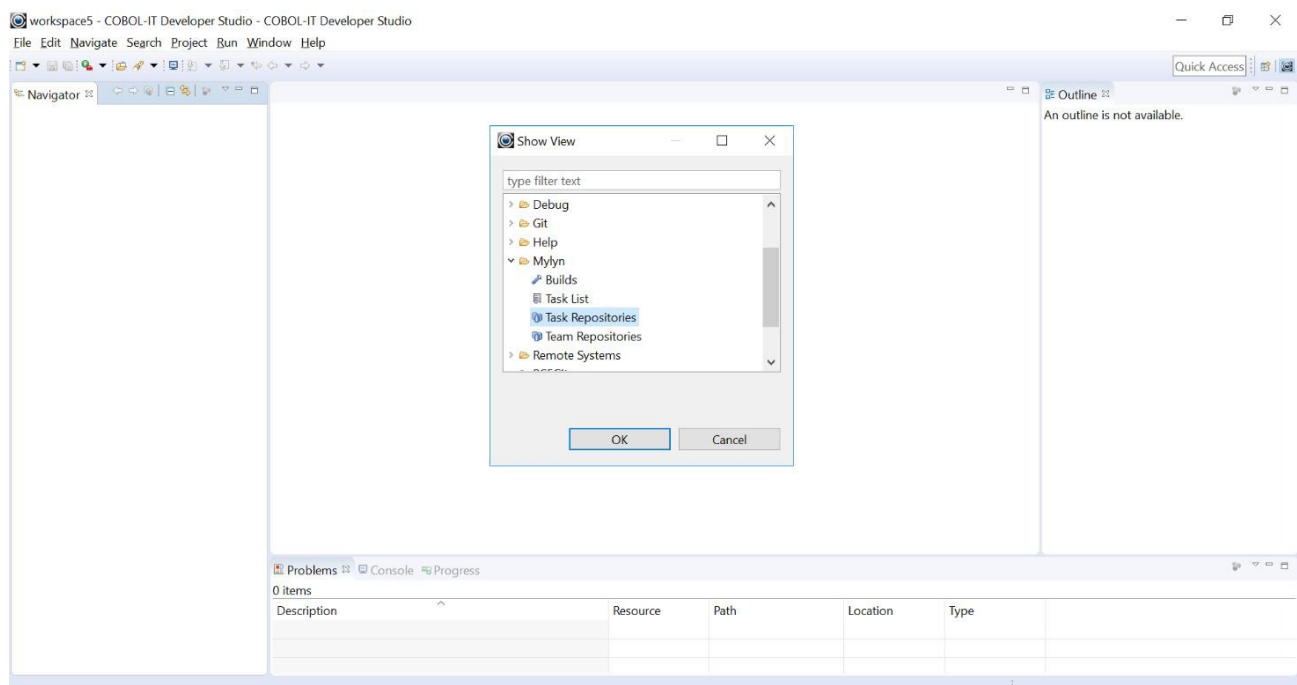 workspace5 - COBOL-IT Developer Studio - COBOL-IT Developer Studio
File Edit Navigate Search Project Run Window Help
Quick Access
Navigator
Outline
An outline is not available.
Show View
type filter text
Debug
Git
Help
Mylyn
Builds
Task List
Task Repositories
Team Repositories
Remote Systems
OK Cancel
Problems Console Progress
0 items
Description Resource Path Location Type